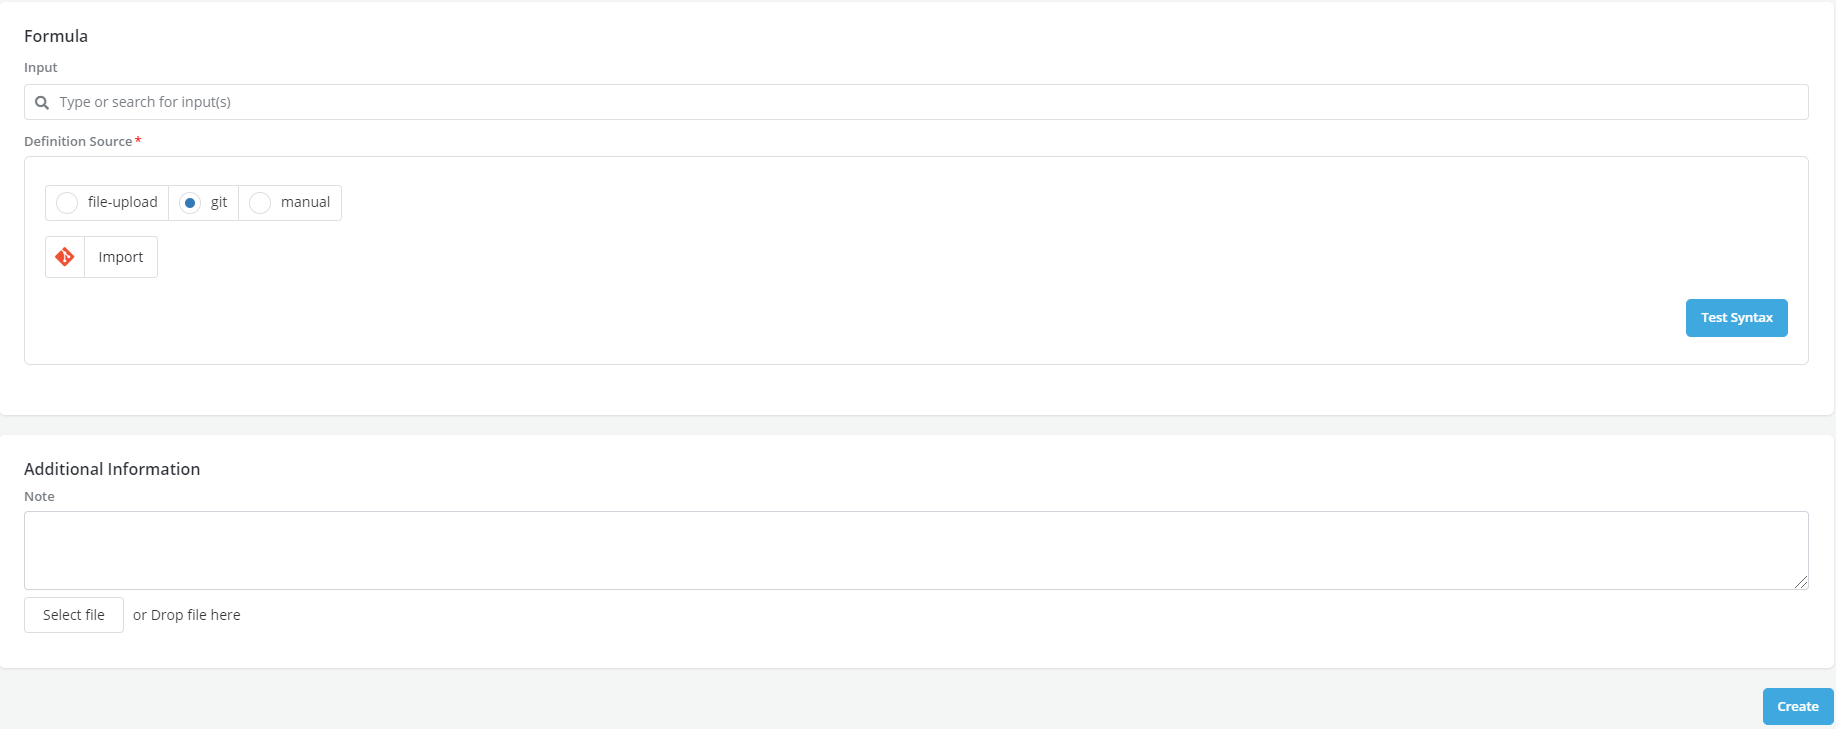 Formula
Input
Type or search for input(s)
Definition Source *
file-upload git manual
Import
Test Syntax
Additional Information
Note
Select file or Drop file here
Create